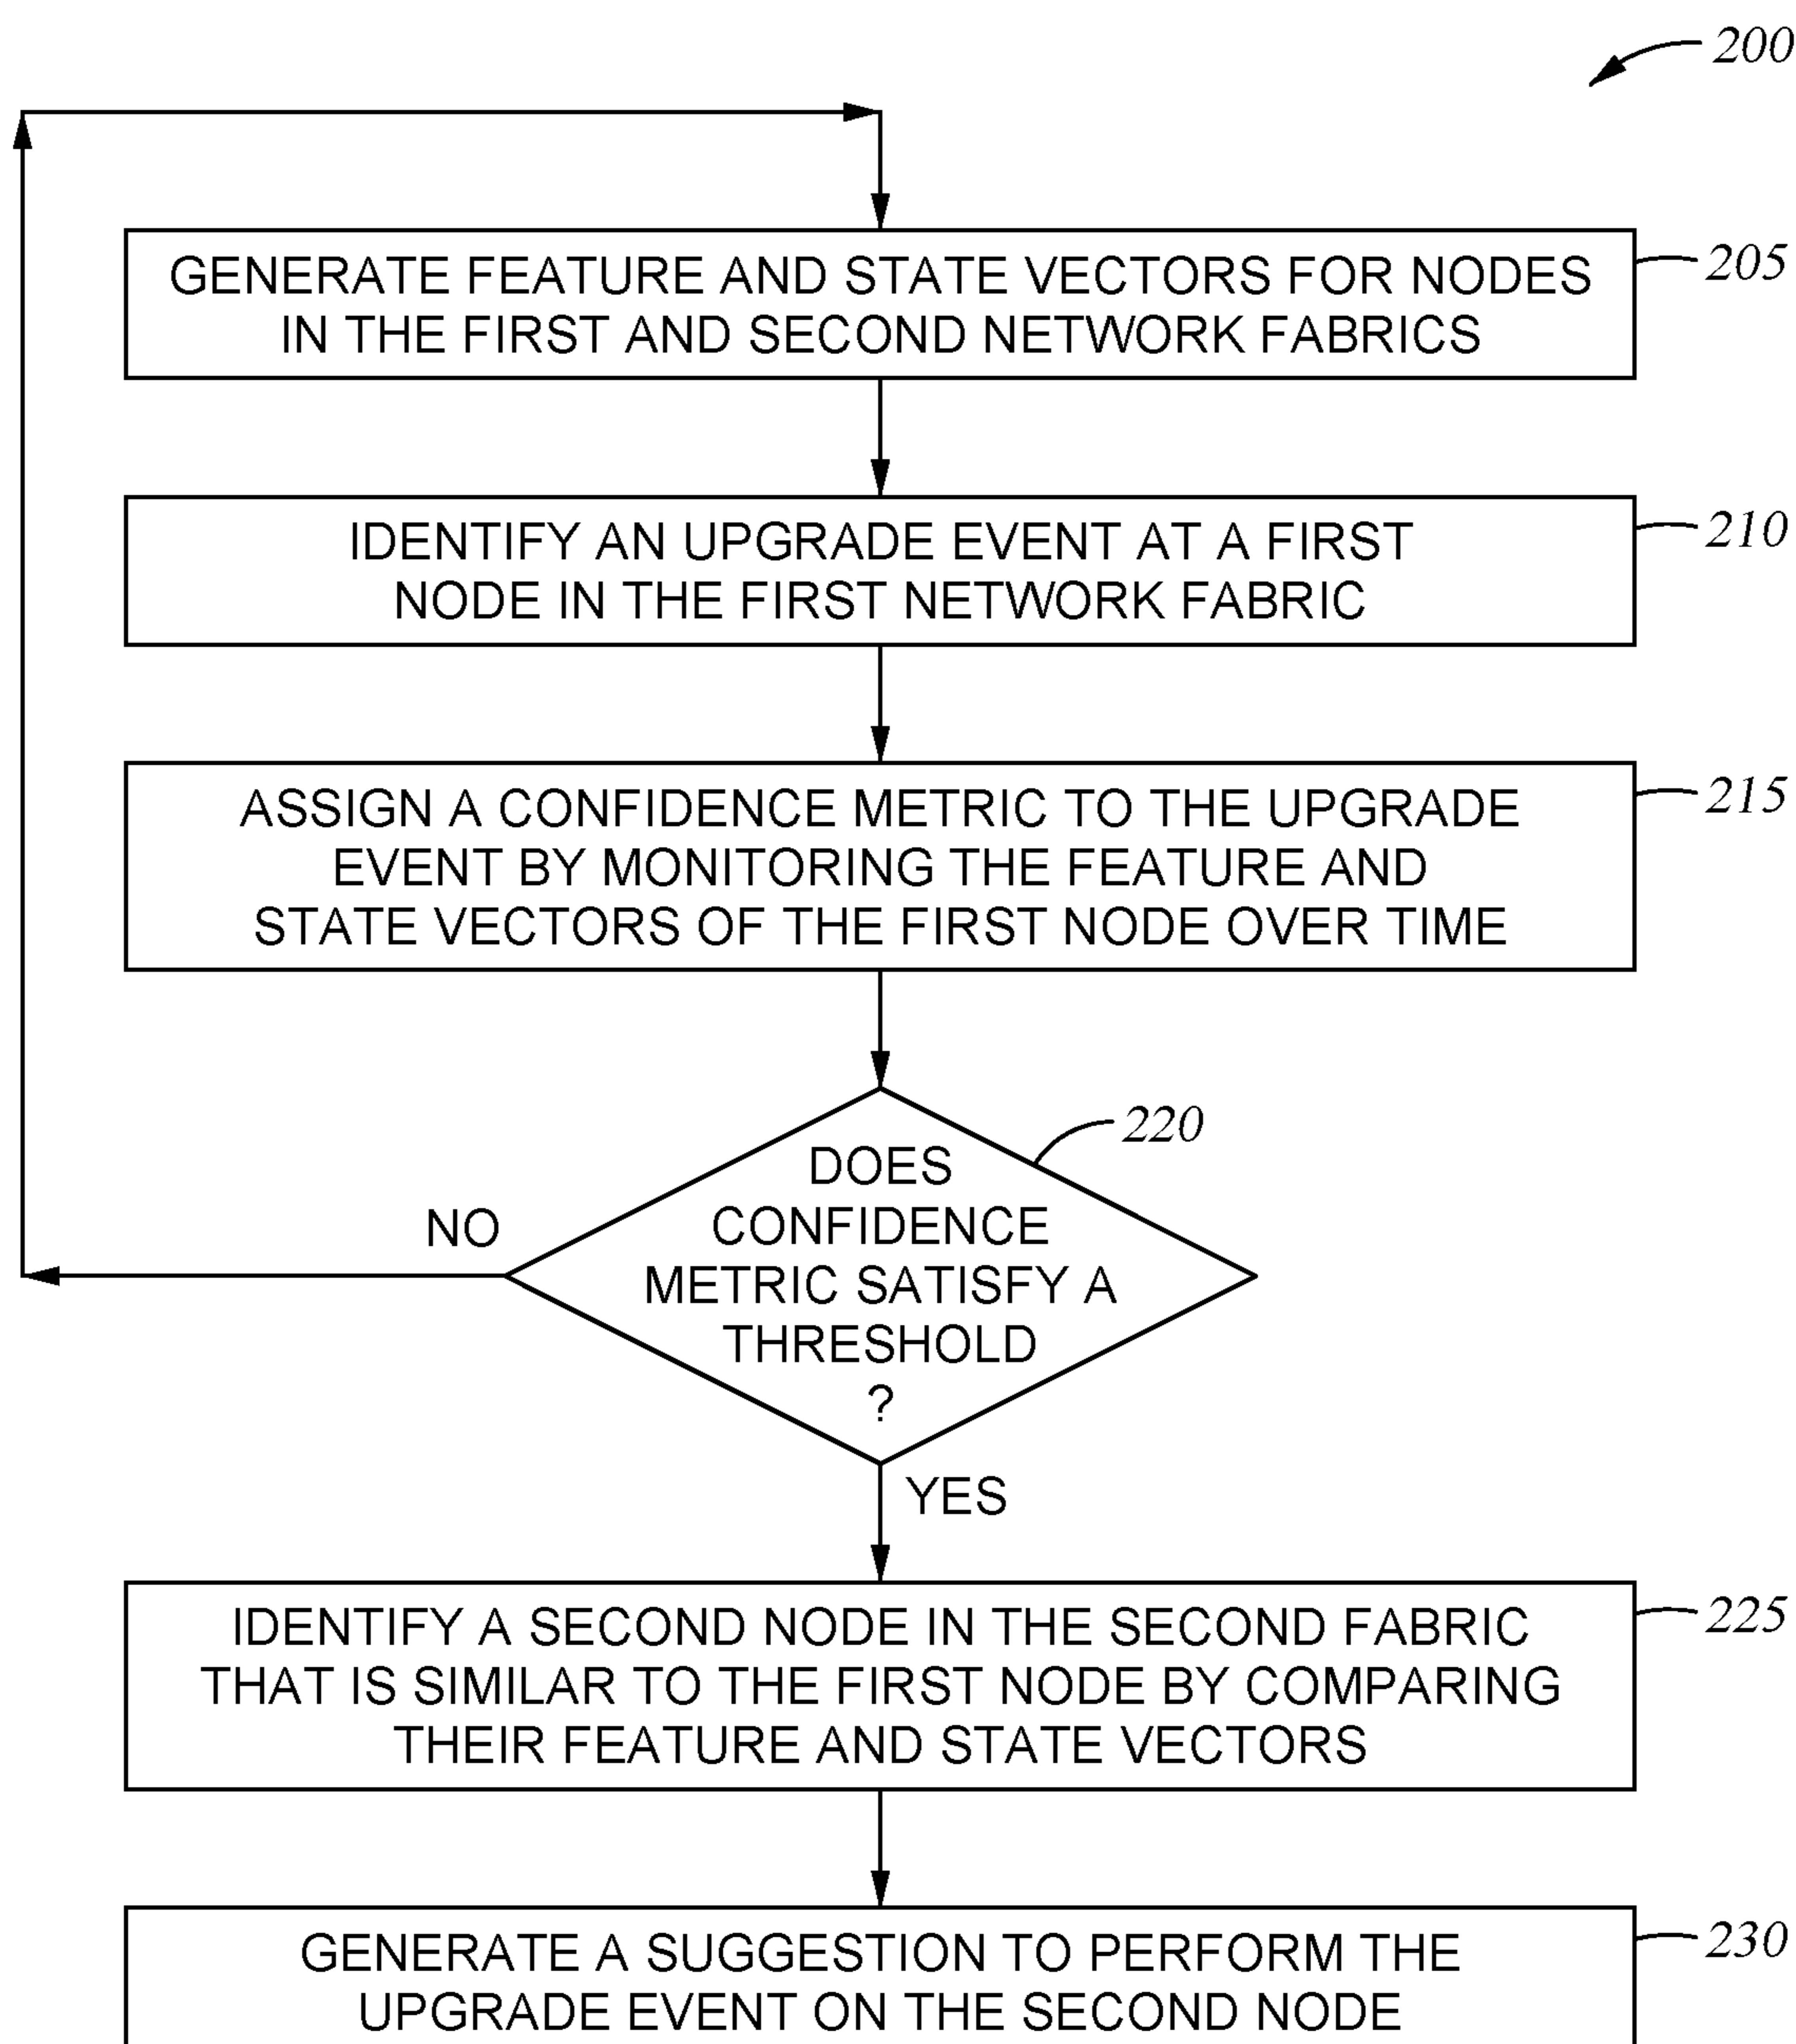 200
GENERATE FEATURE AND STATE VECTORS FOR NODES
IN THE FIRST AND SECOND NETWORK FABRICS
205
IDENTIFY AN UPGRADE EVENT AT A FIRST
NODE IN THE FIRST NETWORK FABRIC
210
ASSIGN A CONFIDENCE METRIC TO THE UPGRADE
EVENT BY MONITORING THE FEATURE AND
STATE VECTORS OF THE FIRST NODE OVER TIME
215
DOES
CONFIDENCE
METRIC SATISFY A
THRESHOLD
?
220
NO
YES
IDENTIFY A SECOND NODE IN THE SECOND FABRIC
THAT IS SIMILAR TO THE FIRST NODE BY COMPARING
THEIR FEATURE AND STATE VECTORS
225
GENERATE A SUGGESTION TO PERFORM THE
UPGRADE EVENT ON THE SECOND NODE
230